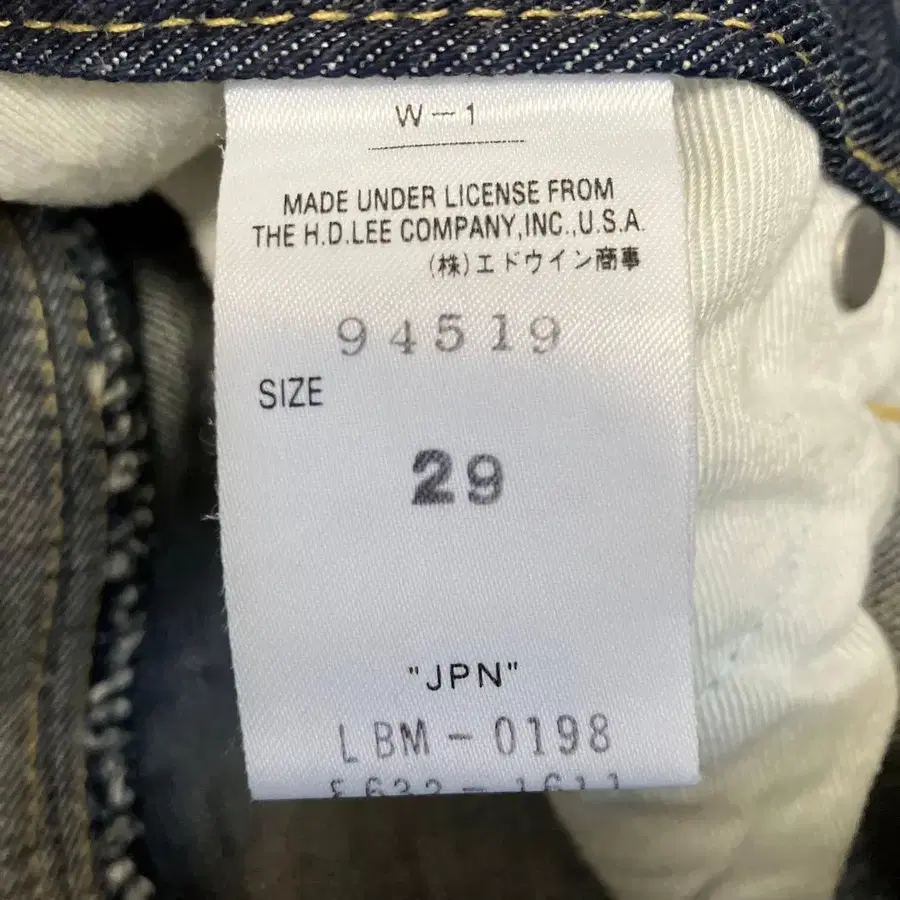 W-1
MADE UNDER LICENSE FROM
THE H.D.LEE COMPANY,INC.,U.S.A.
(株)エドウイン商事
94519
SIZE
29
"JPN"
LBM-0198